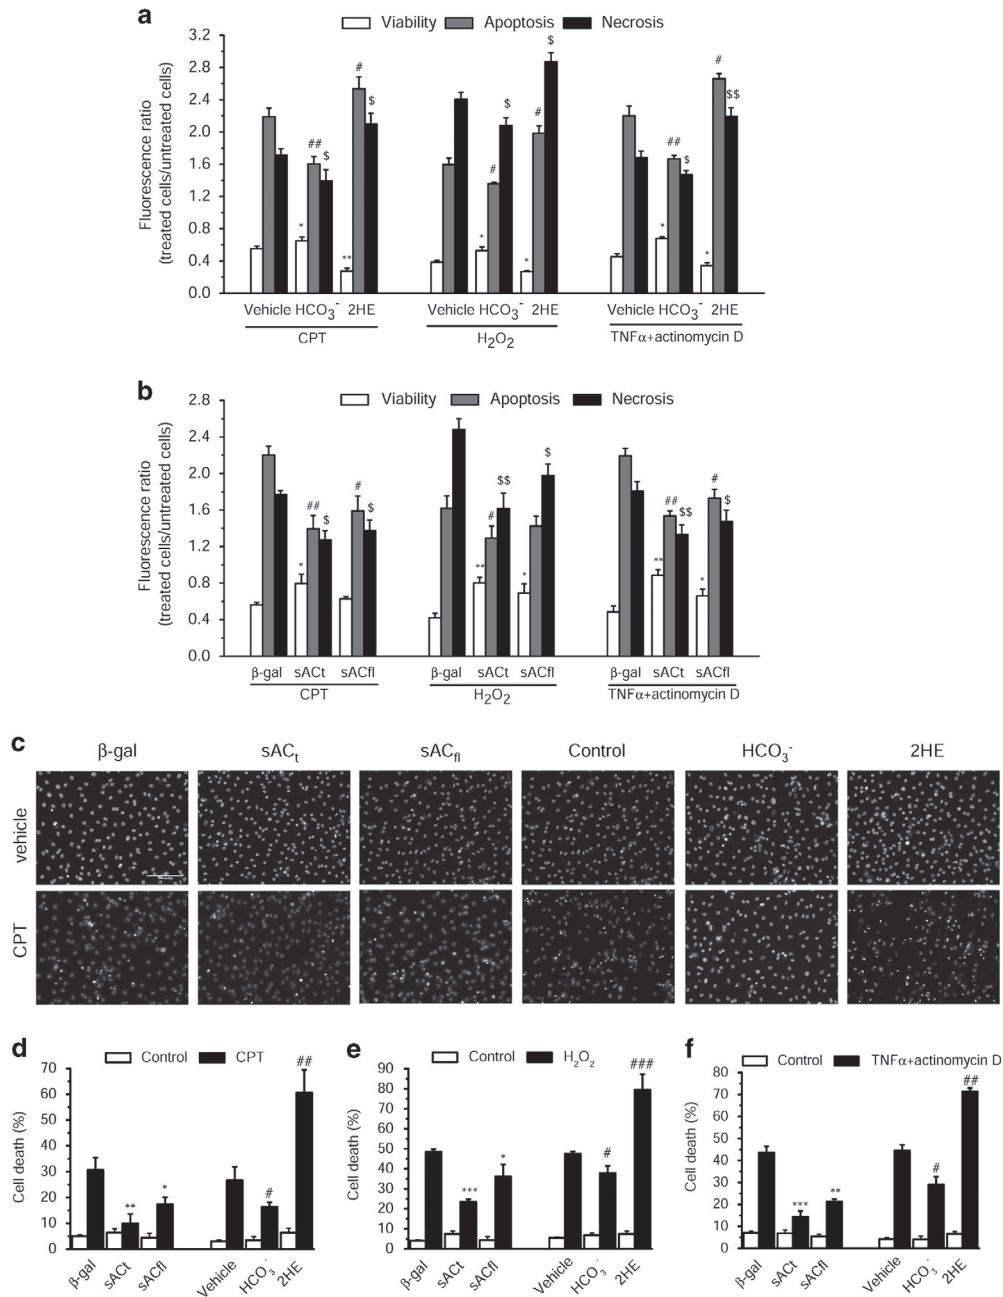 a
Viability Apoptosis Necrosis
Fluorescence ratio
(treated cells/untreated cells)
3.2
2.8
2.4
2.0
1.6
1.2
0.8
0.4
0.0
* ## $ ** # $
* # $ * # $
* ## $ * # $$
Vehicle HCO₃⁻ 2HE Vehicle HCO₃⁻ 2HE Vehicle HCO₃⁻ 2HE
CPT H₂O₂ TNFα+actinomycin D
b
Viability Apoptosis Necrosis
Fluorescence ratio
(treated cells/untreated cells)
2.8
2.4
2.0
1.6
1.2
0.8
0.4
0.0
* ## $ # $
** # $$ * $
** ## $$ * # $
β-gal sACt sACfl β-gal sACt sACfl β-gal sACt sACfl
CPT H₂O₂ TNFα+actinomycin D
c
β-gal sACt sACfl Control HCO₃⁻ 2HE
vehicle
CPT
d
Control CPT
Cell death (%)
70
60
50
40
30
20
10
0
** * # ##
β-gal sACt sACfl Vehicle HCO₃⁻ 2HE
e
Control H₂O₂
Cell death (%)
90
80
70
60
50
40
30
20
10
0
*** * # ###
β-gal sACt sACfl Vehicle HCO₃⁻ 2HE
f
Control TNFα+actinomycin D
Cell death (%)
80
70
60
50
40
30
20
10
0
*** ** # ##
β-gal sACt sACfl Vehicle HCO₃⁻ 2HE